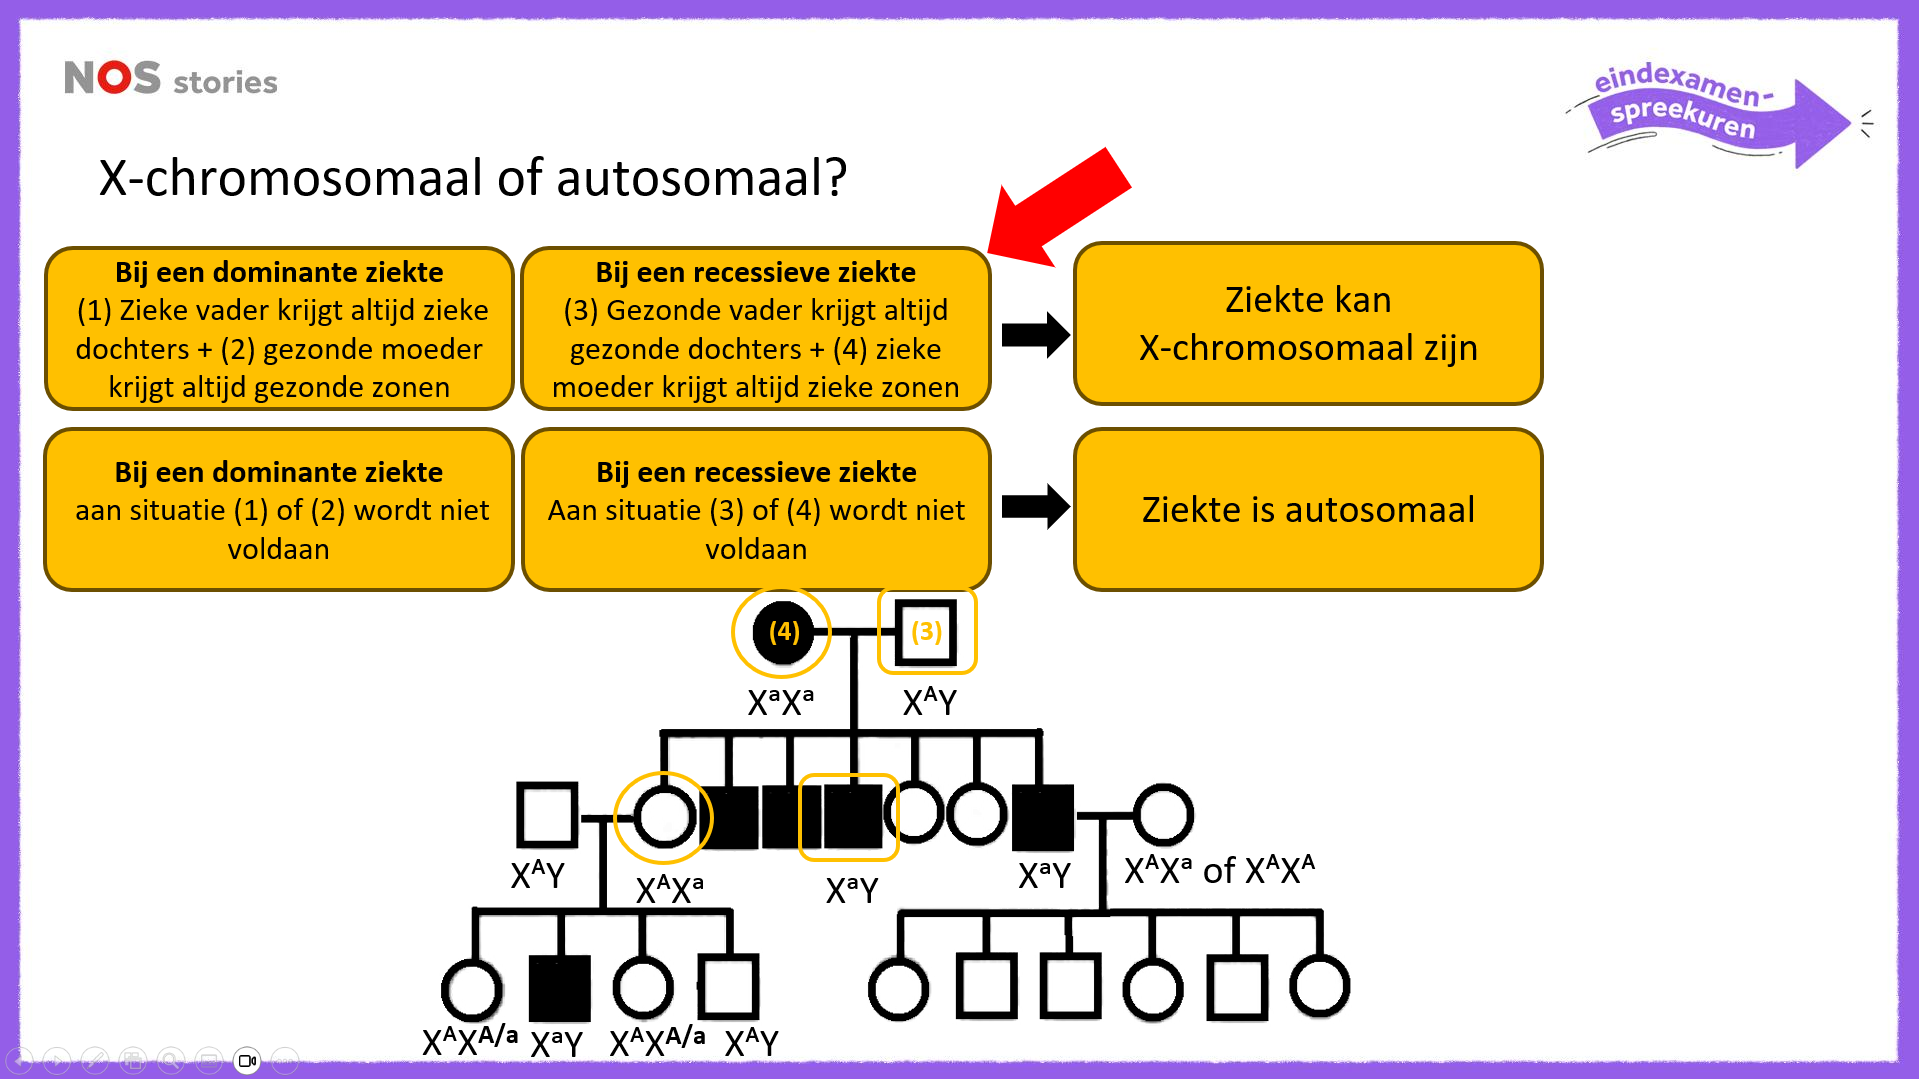 NOS stories
eindexamen-
spreekuren
X-chromosomaal of autosomaal?
Bij een dominante ziekte
(1) Zieke vader krijgt altijd zieke
dochters + (2) gezonde moeder
krijgt altijd gezonde zonen
Bij een recessieve ziekte
(3) Gezonde vader krijgt altijd
gezonde dochters + (4) zieke
moeder krijgt altijd zieke zonen
Ziekte kan
X-chromosomaal zijn
Bij een dominante ziekte
aan situatie (1) of (2) wordt niet
voldaan
Bij een recessieve ziekte
Aan situatie (3) of (4) wordt niet
voldaan
Ziekte is autosomaal
(4)
(3)
XᵃXᵃ
XᴬY
XᴬY
XᴬXᵃ
XᵃY
XᵃY
XᴬXᵃ of XᴬXᴬ
XᴬXᴬ/ᵃ
XᵃY
XᴬXᴬ/ᵃ
XᴬY